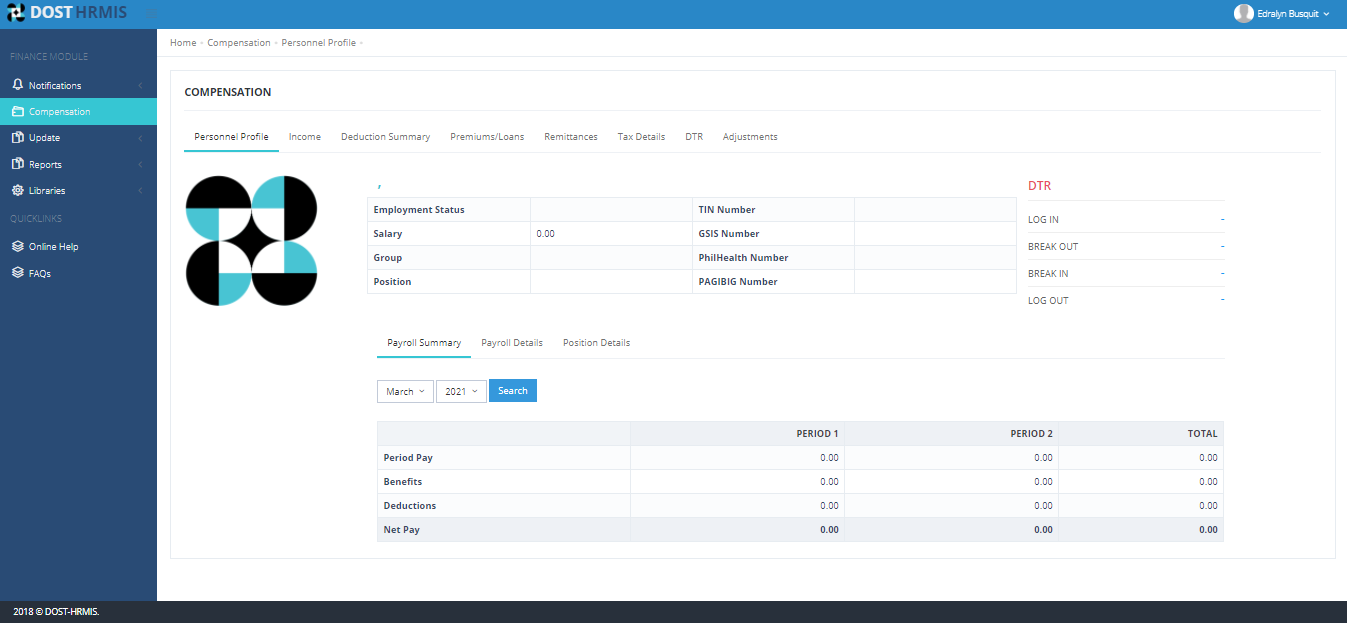 DOST HRMIS
Edralyn Busquit
FINANCE MODULE
Notifications
Compensation
Update
Reports
Libraries
QUICKLINKS
Online Help
FAQs
Home Compensation Personnel Profile
COMPENSATION
Personnel Profile Income Deduction Summary Premiums/Loans Remittances Tax Details DTR Adjustments
,
Employment Status TIN Number
Salary 0.00 GSIS Number
Group PhilHealth Number
Position PAGIBIG Number
DTR
LOG IN -
BREAK OUT -
BREAK IN -
LOG OUT -
Payroll Summary Payroll Details Position Details
March 2021 Search
PERIOD 1 PERIOD 2 TOTAL
Period Pay 0.00 0.00 0.00
Benefits 0.00 0.00 0.00
Deductions 0.00 0.00 0.00
Net Pay 0.00 0.00 0.00
2018 © DOST-HRMIS.